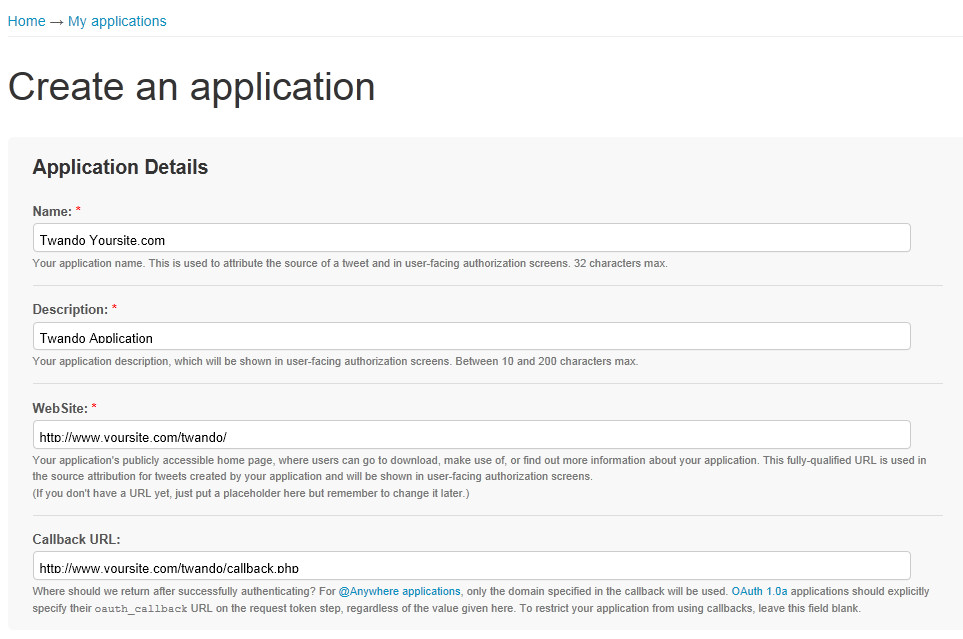 Home → My applications
Create an application
Application Details
Name: *
Twando Yoursite.com
Your application name. This is used to attribute the source of a tweet and in user-facing authorization screens. 32 characters max.
Description: *
Twando Application
Your application description, which will be shown in user-facing authorization screens. Between 10 and 200 characters max.
WebSite: *
http://www.yoursite.com/twando/
Your application's publicly accessible home page, where users can go to download, make use of, or find out more information about your application. This fully-qualified URL is used in
the source attribution for tweets created by your application and will be shown in user-facing authorization screens.
(If you don't have a URL yet, just put a placeholder here but remember to change it later.)
Callback URL:
http://www.yoursite.com/twando/callback.php
Where should we return after successfully authenticating? For @Anywhere applications, only the domain specified in the callback will be used. OAuth 1.0a applications should explicitly
specify their oauth_callback URL on the request token step, regardless of the value given here. To restrict your application from using callbacks, leave this field blank.